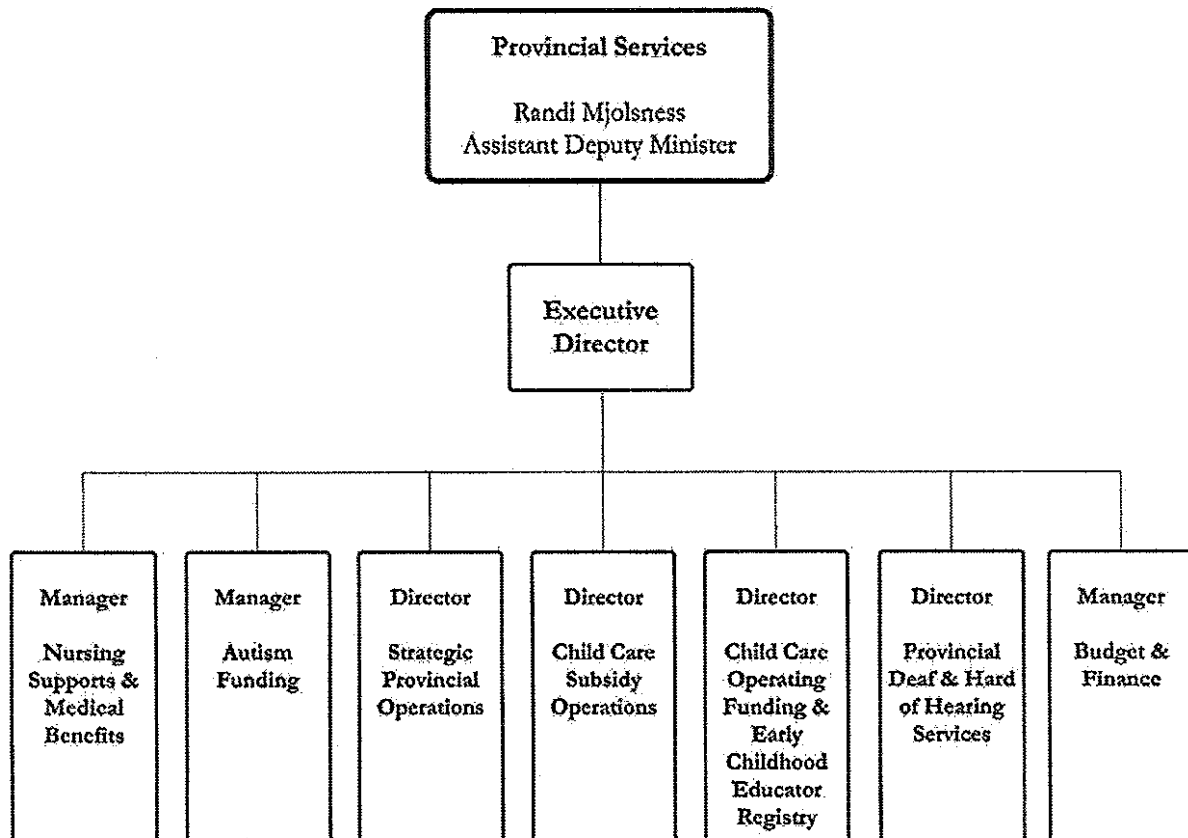 Provincial Services
Randi Mjolsness
Assistant Deputy Minister
Executive
Director
Manager
Nursing
Supports &
Medical
Benefits
Manager
Autism
Funding
Director
Strategic
Provincial
Operations
Director
Child Care
Subsidy
Operations
Director
Child Care
Operating
Funding &
Early
Childhood
Educator
Registry
Director
Provincial
Deaf & Hard
of Hearing
Services
Manager
Budget &
Finance